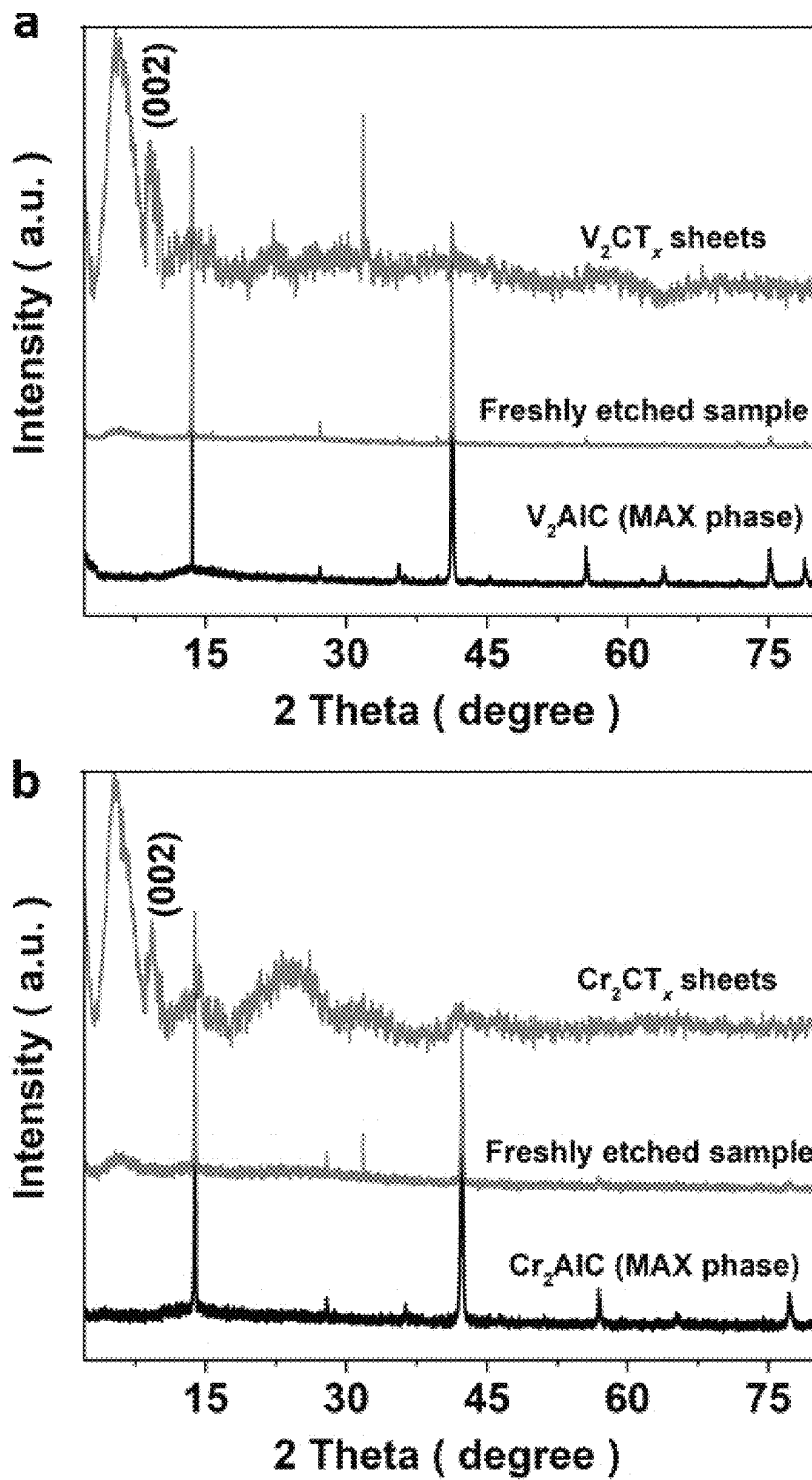 a
Intensity ( a.u. )
(002)
V₂CTₓ sheets
Freshly etched sample
V₂AlC (MAX phase)
15 30 45 60 75
2 Theta ( degree )
b
Intensity ( a.u. )
(002)
Cr₂CTₓ sheets
Freshly etched sample
Cr₂AlC (MAX phase)
15 30 45 60 75
2 Theta ( degree )